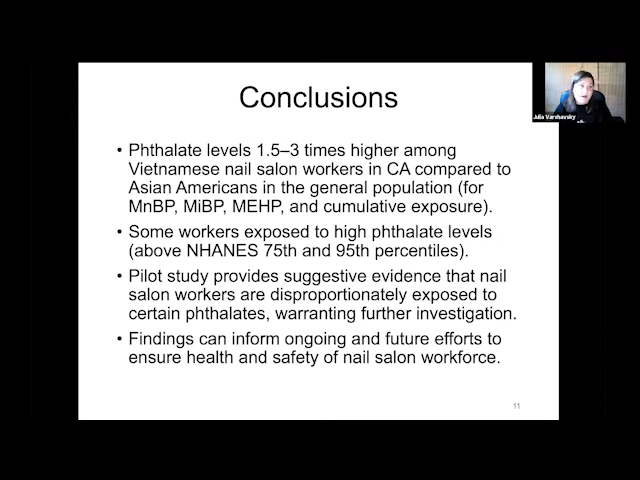 Conclusions
• Phthalate levels 1.5–3 times higher among
Vietnamese nail salon workers in CA compared to
Asian Americans in the general population (for
MnBP, MiBP, MEHP, and cumulative exposure).
• Some workers exposed to high phthalate levels
(above NHANES 75th and 95th percentiles).
• Pilot study provides suggestive evidence that nail
salon workers are disproportionately exposed to
certain phthalates, warranting further investigation.
• Findings can inform ongoing and future efforts to
ensure health and safety of nail salon workforce.
11
Julia Varshavsky